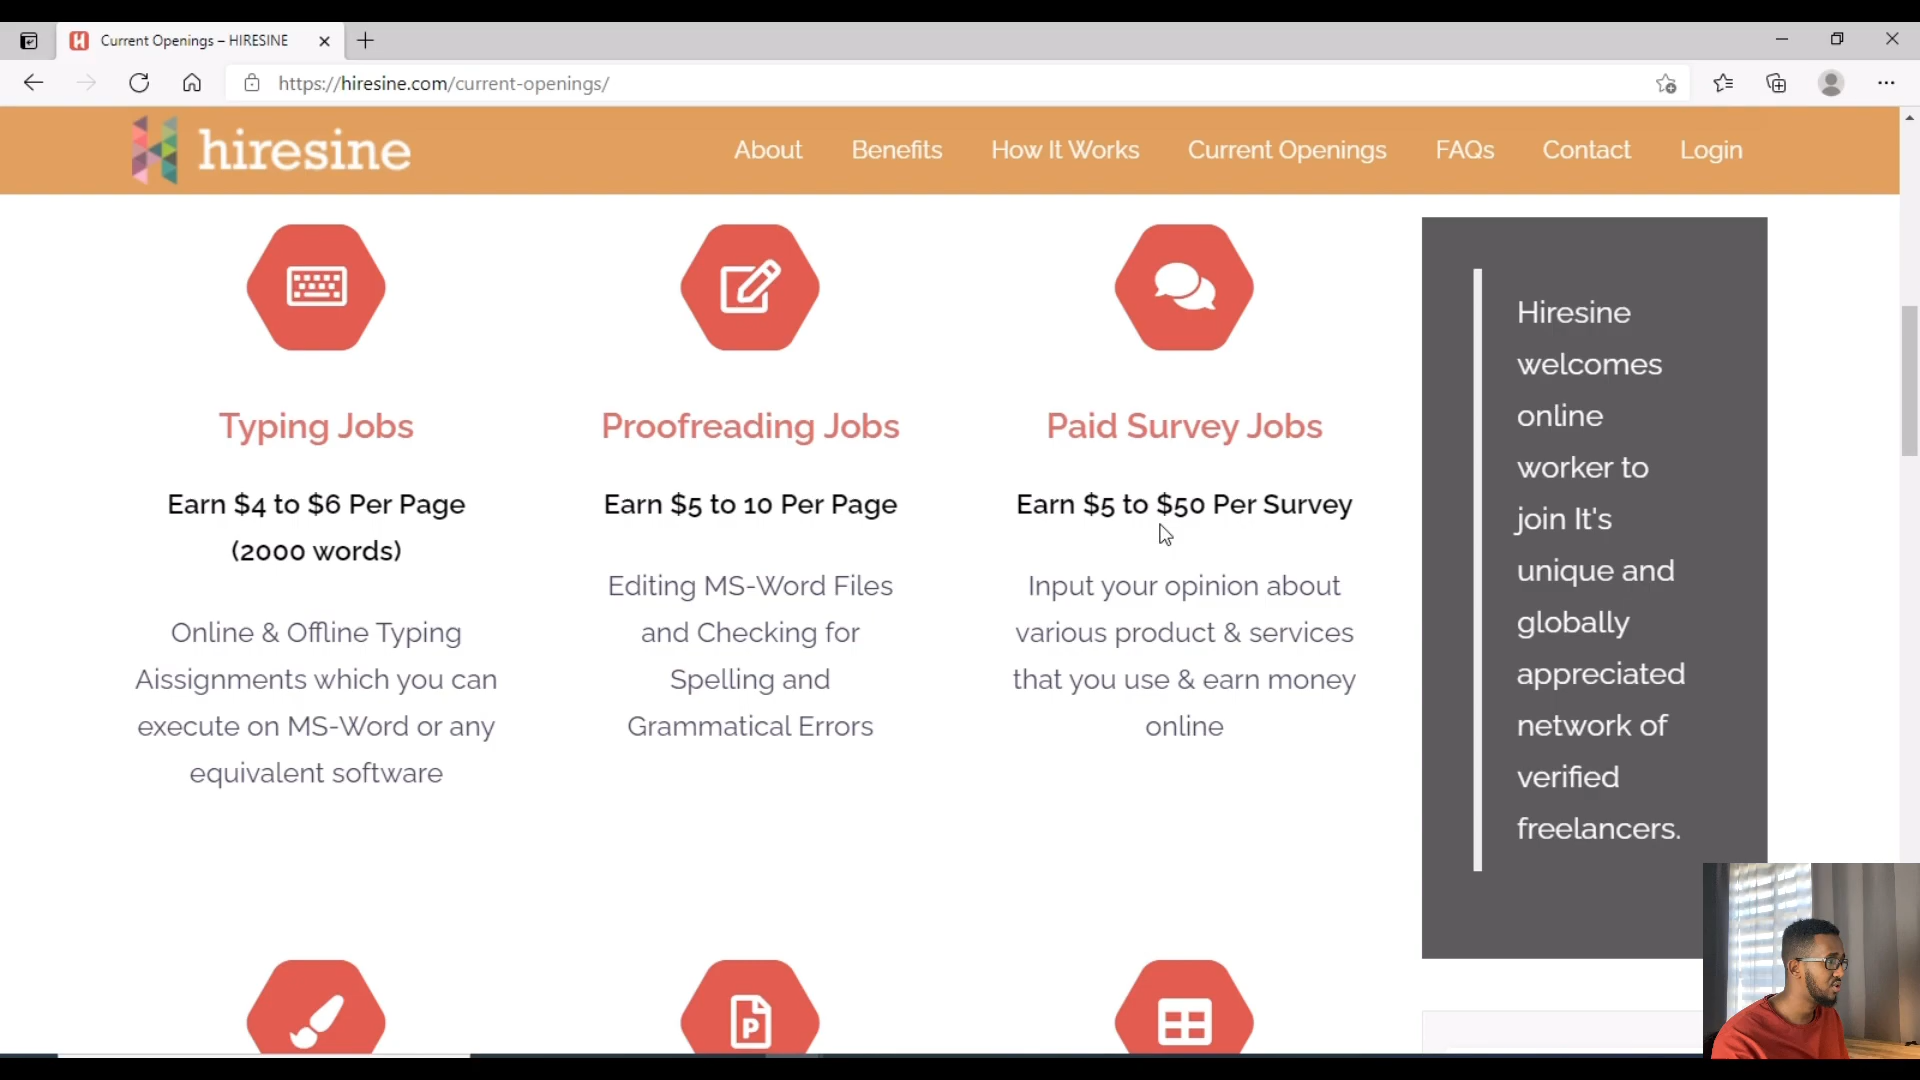 Current Openings – HIRESINE
https://hiresine.com/current-openings/
hiresine
About
Benefits
How It Works
Current Openings
FAQs
Contact
Login
Typing Jobs
Earn $4 to $6 Per Page
(2000 words)
Online & Offline Typing
Aissignments which you can
execute on MS-Word or any
equivalent software
Proofreading Jobs
Earn $5 to 10 Per Page
Editing MS-Word Files
and Checking for
Spelling and
Grammatical Errors
Paid Survey Jobs
Earn $5 to $50 Per Survey
Input your opinion about
various product & services
that you use & earn money
online
Hiresine
welcomes
online
worker to
join It's
unique and
globally
appreciated
network of
verified
freelancers.
P